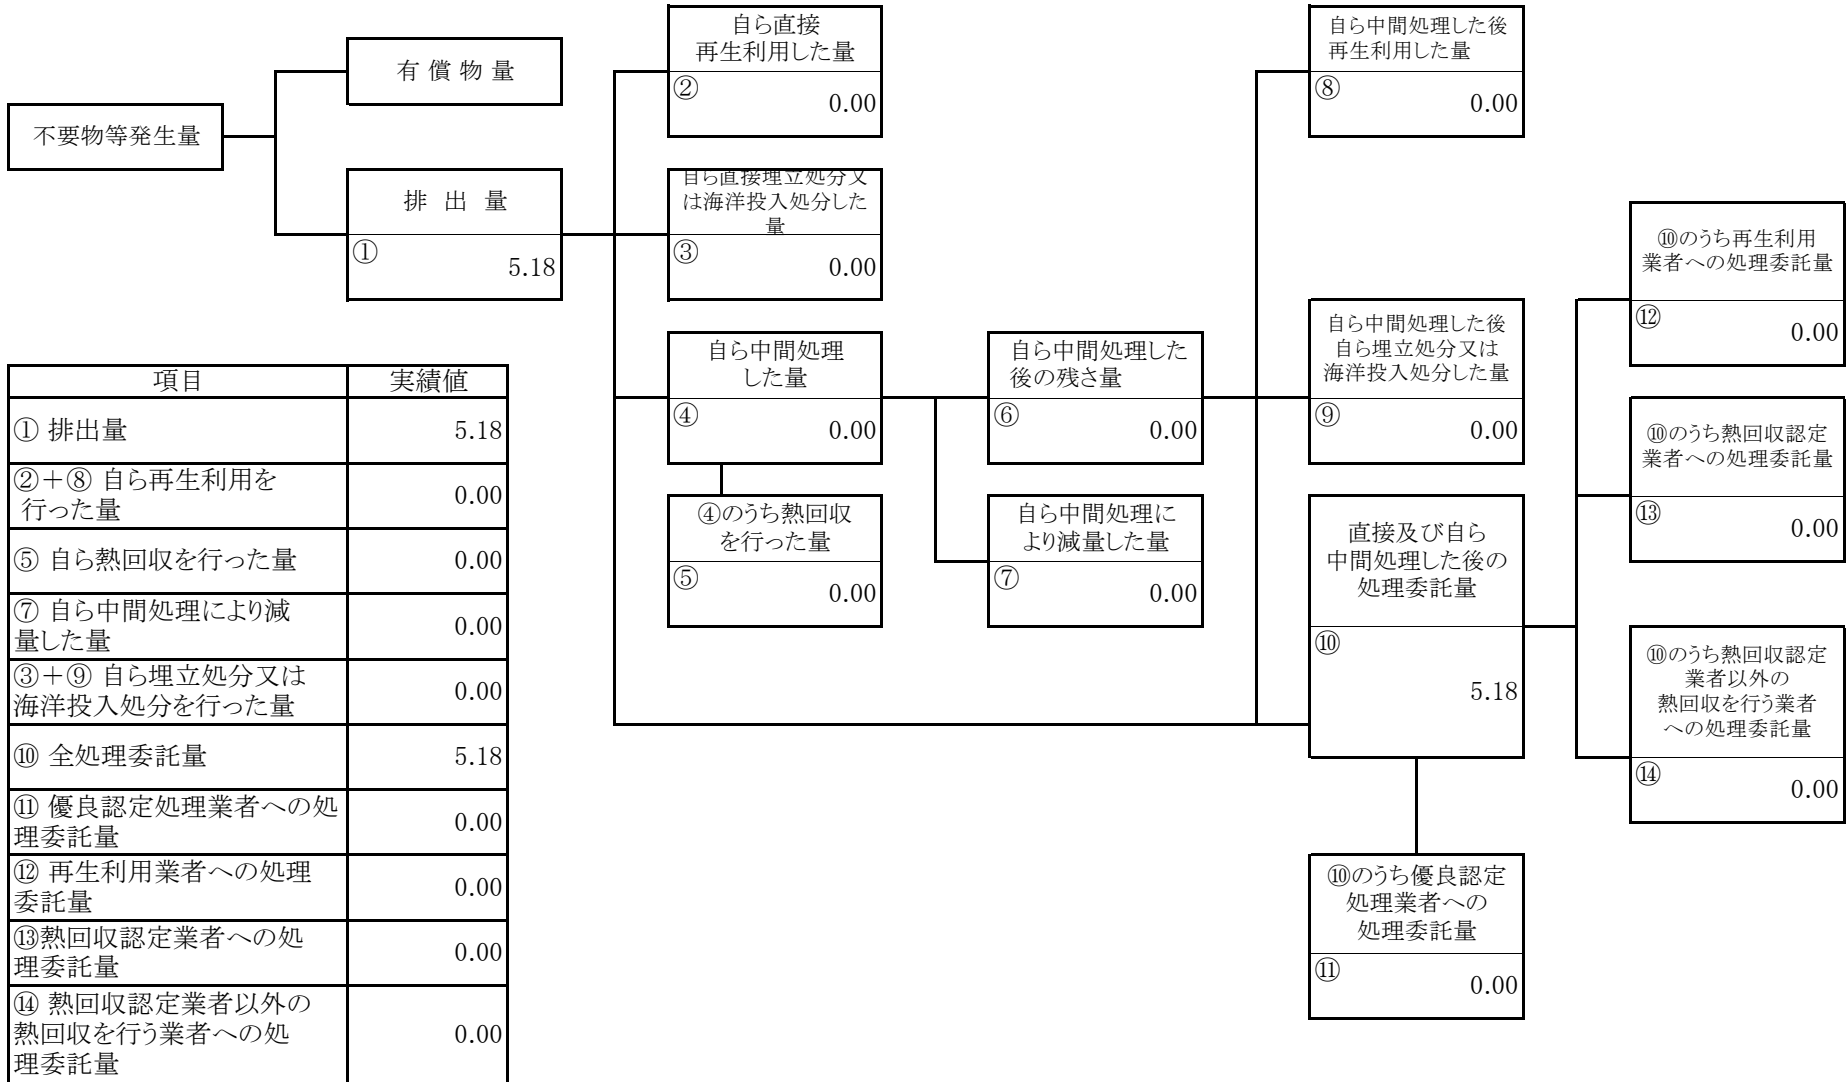 不要物等発生量
有償物量
排出量
①
5.18
自ら直接
再生利用した量
②
0.00
自ら直接埋立処分又
は海洋投入処分した
量
③
0.00
自ら中間処理
した量
④
0.00
④のうち熱回収
を行った量
⑤
0.00
自ら中間処理した
後の残さ量
⑥
0.00
自ら中間処理に
より減量した量
⑦
0.00
自ら中間処理した後
再生利用した量
⑧
0.00
自ら中間処理した後
自ら埋立処分又は
海洋投入処分した量
⑨
0.00
直接及び自ら
中間処理した後の
処理委託量
⑩
5.18
⑩のうち優良認定
処理業者への
処理委託量
⑪
0.00
⑩のうち再生利用
業者への処理委託量
⑫
0.00
⑩のうち熱回収認定
業者への処理委託量
⑬
0.00
⑩のうち熱回収認定
業者以外の
熱回収を行う業者
への処理委託量
⑭
0.00
項目 実績値
① 排出量 5.18
②+⑧ 自ら再生利用を
行った量 0.00
⑤ 自ら熱回収を行った量 0.00
⑦ 自ら中間処理により減
量した量 0.00
③+⑨ 自ら埋立処分又は
海洋投入処分を行った量 0.00
⑩ 全処理委託量 5.18
⑪ 優良認定処理業者への処
理委託量 0.00
⑫ 再生利用業者への処理
委託量 0.00
⑬熱回収認定業者への処
理委託量 0.00
⑭ 熱回収認定業者以外の
熱回収を行う業者への処
理委託量 0.00